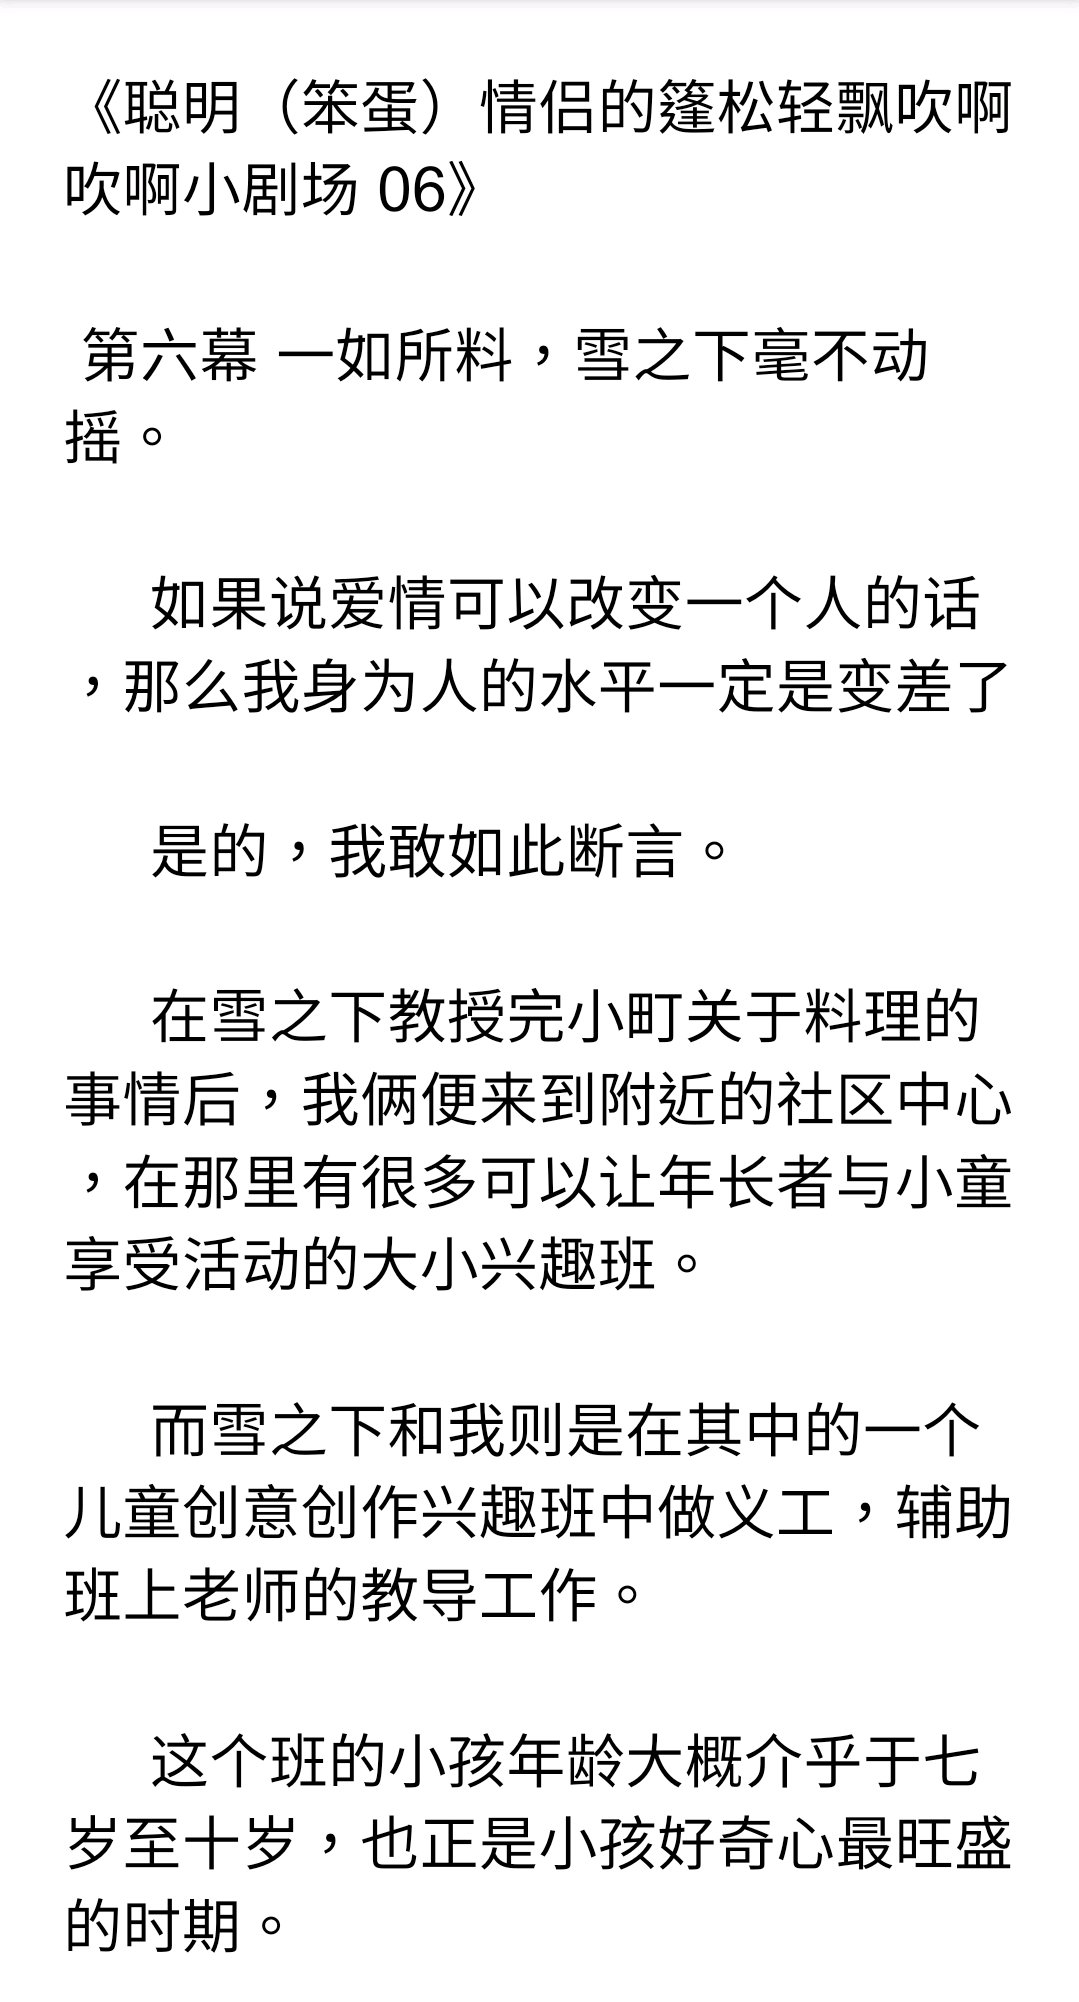 《聪明（笨蛋）情侣的篷松轻飘吹啊
吹啊小剧场 06》
第六幕 一如所料，雪之下毫不动
摇。
如果说爱情可以改变一个人的话
，那么我身为人的水平一定是变差了
是的，我敢如此断言。
在雪之下教授完小町关于料理的
事情后，我俩便来到附近的社区中心
，在那里有很多可以让年长者与小童
享受活动的大小兴趣班。
而雪之下和我则是在其中的一个
儿童创意创作兴趣班中做义工，辅助
班上老师的教导工作。
这个班的小孩年龄大概介乎于七
岁至十岁，也正是小孩好奇心最旺盛
的时期。